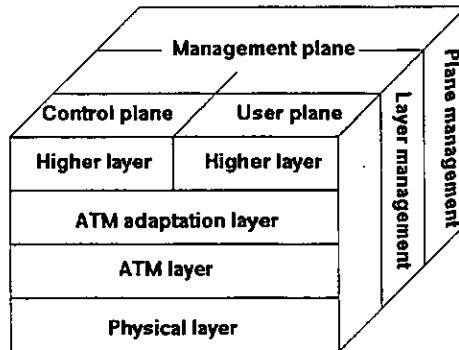 Management plane
Control plane
User plane
Higher layer
Higher layer
ATM adaptation layer
ATM layer
Physical layer
Layer management
Plane management